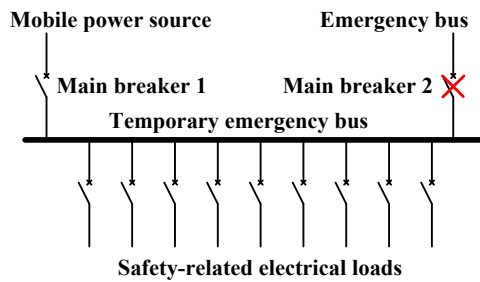 Mobile power source
Emergency bus
Main breaker 1
Main breaker 2
Temporary emergency bus
Safety-related electrical loads